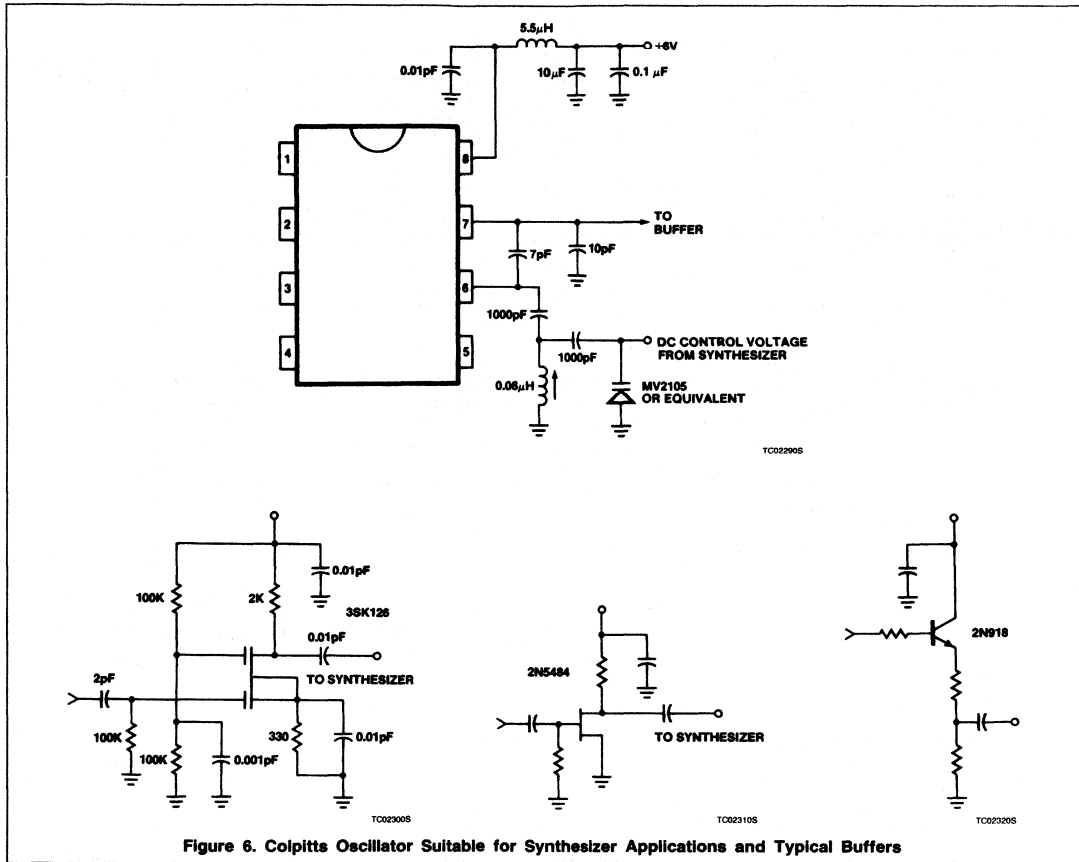 5.5μH
+6V
0.01pF
10μF
0.1 μF
1
8
2
7
TO
BUFFER
7pF
10pF
3
6
1000pF
4
5
1000pF
DC CONTROL VOLTAGE
FROM SYNTHESIZER
0.06μH
MV2105
OR EQUIVALENT
TC02290S
0.01pF
100K
2K
3SK126
0.01pF
TO SYNTHESIZER
2pF
100K
100K
0.001pF
330
0.01pF
TC02300S
2N5484
TO SYNTHESIZER
TC02310S
2N918
TC02320S
Figure 6. Colpitts Oscillator Suitable for Synthesizer Applications and Typical Buffers